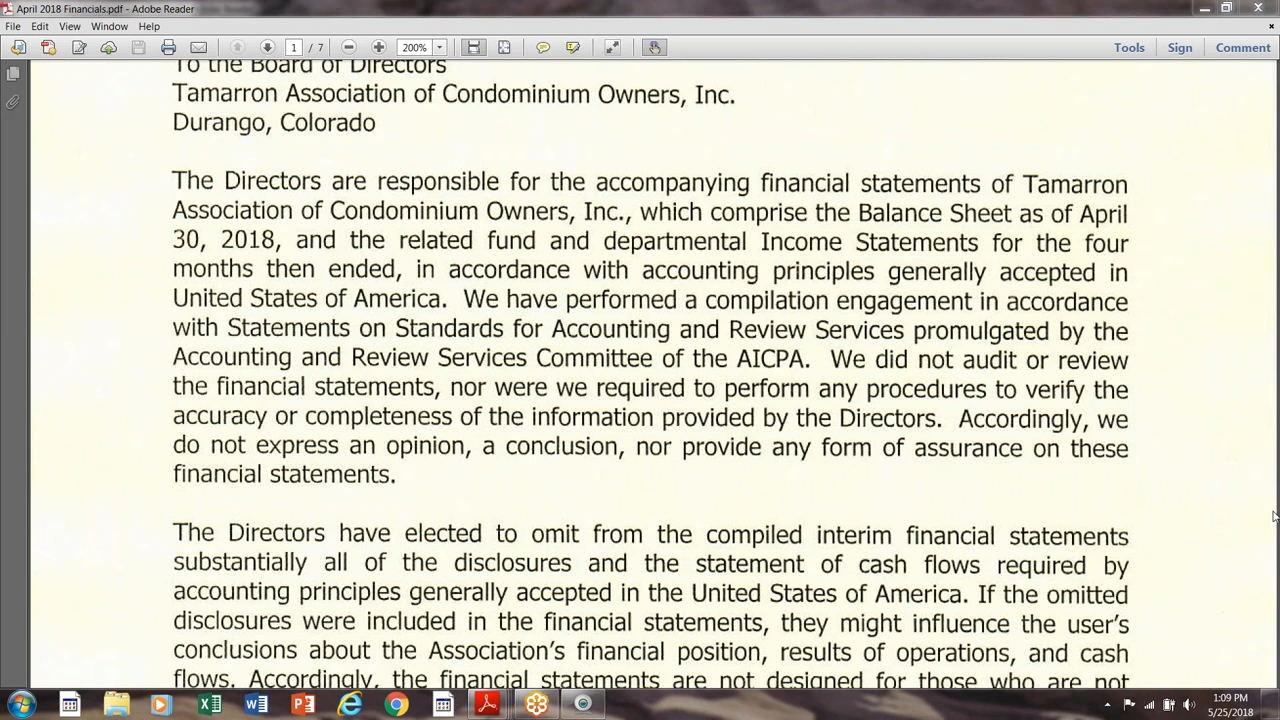 April 2018 Financials.pdf - Adobe Reader
File Edit View Window Help
1 / 7 200% Tools Sign Comment
To the Board of Directors
Tamarron Association of Condominium Owners, Inc.
Durango, Colorado
The Directors are responsible for the accompanying financial statements of Tamarron
Association of Condominium Owners, Inc., which comprise the Balance Sheet as of April
30, 2018, and the related fund and departmental Income Statements for the four
months then ended, in accordance with accounting principles generally accepted in
United States of America. We have performed a compilation engagement in accordance
with Statements on Standards for Accounting and Review Services promulgated by the
Accounting and Review Services Committee of the AICPA. We did not audit or review
the financial statements, nor were we required to perform any procedures to verify the
accuracy or completeness of the information provided by the Directors. Accordingly, we
do not express an opinion, a conclusion, nor provide any form of assurance on these
financial statements.
The Directors have elected to omit from the compiled interim financial statements
substantially all of the disclosures and the statement of cash flows required by
accounting principles generally accepted in the United States of America. If the omitted
disclosures were included in the financial statements, they might influence the user's
conclusions about the Association's financial position, results of operations, and cash
flows. Accordingly, the financial statements are not designed for those who are not
1:09 PM
5/25/2018